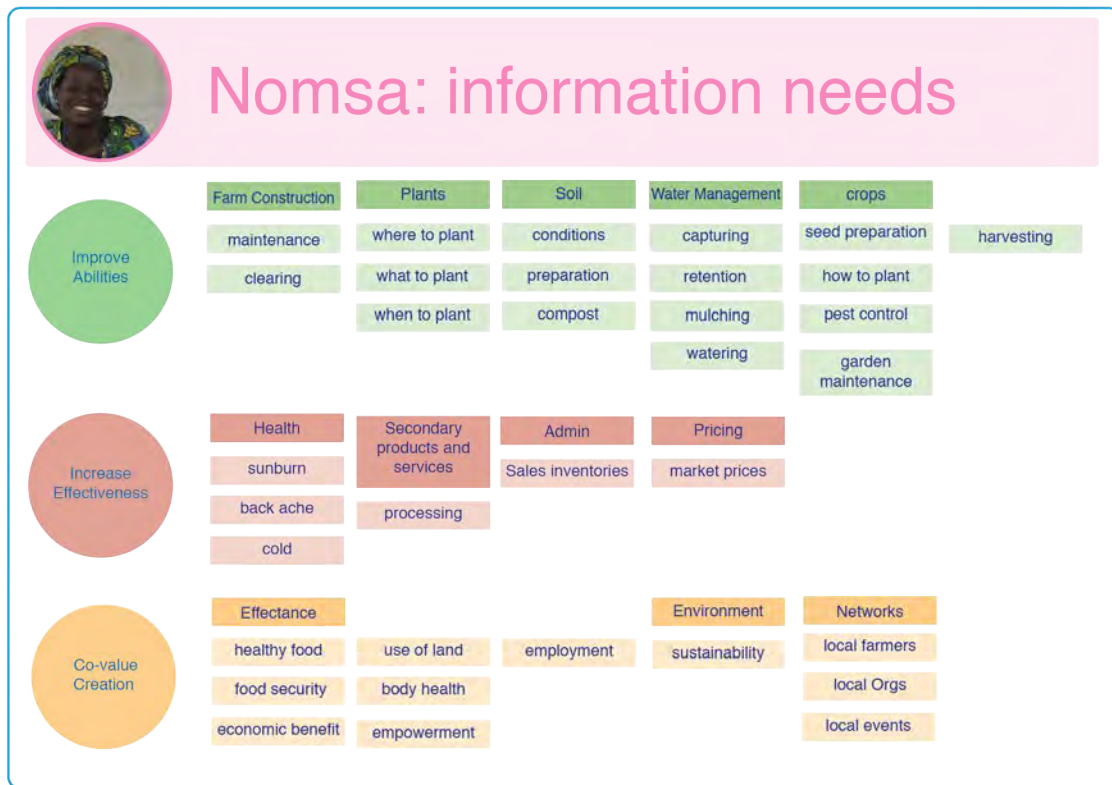 Nomsa: information needs
Improve
Abilities
Farm Construction
maintenance
clearing
Plants
where to plant
what to plant
when to plant
Soil
conditions
preparation
compost
Water Management
capturing
retention
mulching
watering
crops
seed preparation
how to plant
pest control
garden
maintenance
harvesting
Increase
Effectiveness
Health
sunburn
back ache
cold
Secondary
products and
services
processing
Admin
Sales inventories
Pricing
market prices
Co-value
Creation
Effectance
healthy food
food security
economic benefit
use of land
body health
empowerment
employment
Environment
sustainability
Networks
local farmers
local Orgs
local events